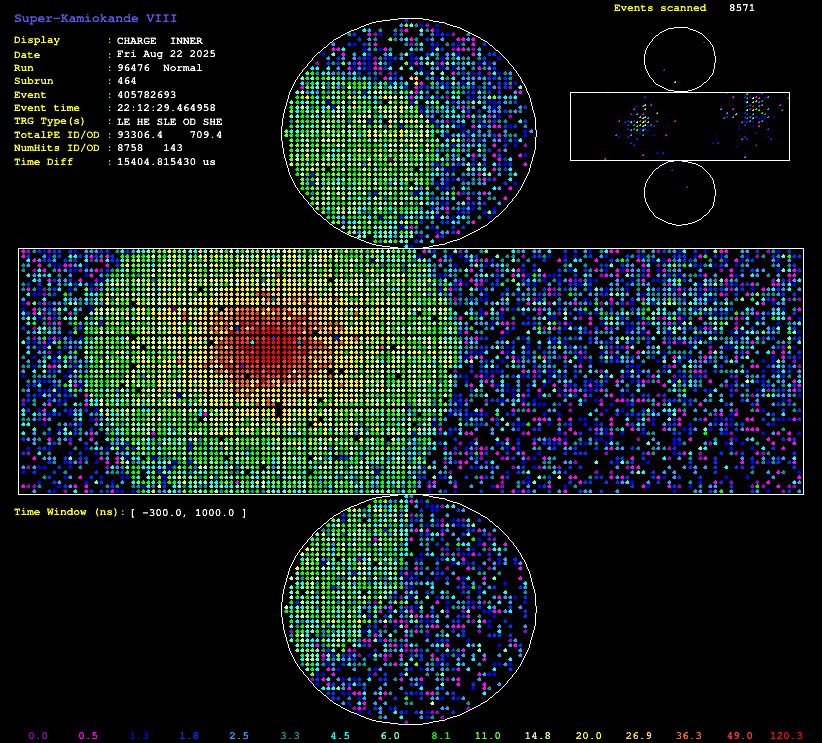 Super-Kamiokande VIII
Events scanned 8571
Display : CHARGE INNER
Date : Fri Aug 22 2025
Run : 96476 Normal
Subrun : 464
Event : 405782693
Event time : 22:12:29.464958
TRG Type(s) : LE HE SLE OD SHE
TotalPE ID/OD : 93306.4 709.4
NumHits ID/OD : 8758 143
Time Diff : 15404.815430 us
Time Window (ns): [ -300.0, 1000.0 ]
0.0 0.5 1.3 1.8 2.5 3.3 4.5 6.0 8.1 11.0 14.8 20.0 26.9 36.3 49.0 120.3